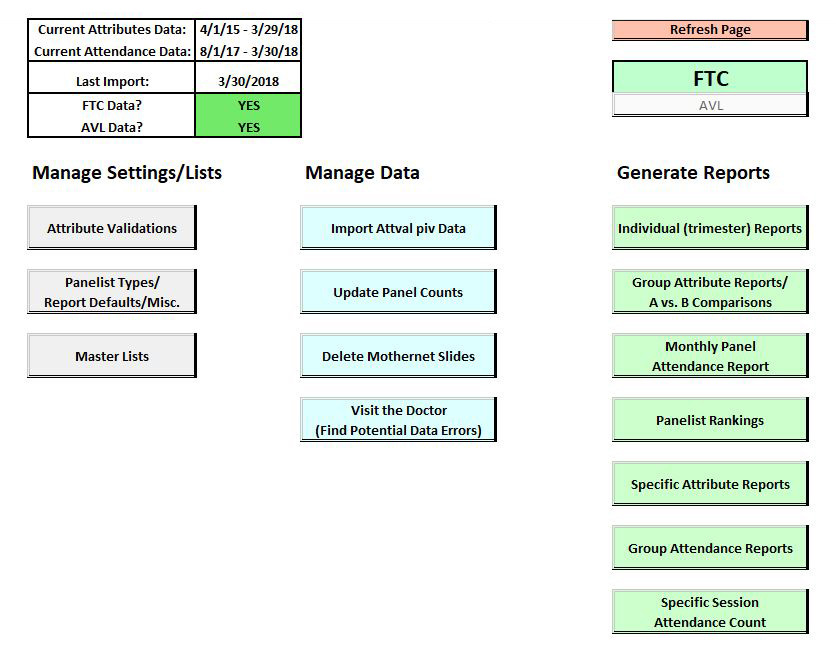 Current Attributes Data: 4/1/15 - 3/29/18
Current Attendance Data: 8/1/17 - 3/30/18
Last Import: 3/30/2018
FTC Data? YES
AVL Data? YES
Refresh Page
FTC
AVL
Manage Settings/Lists
Attribute Validations
Panelist Types/
Report Defaults/Misc.
Master Lists
Manage Data
Import Attval piv Data
Update Panel Counts
Delete Mothernet Slides
Visit the Doctor
(Find Potential Data Errors)
Generate Reports
Individual (trimester) Reports
Group Attribute Reports/
A vs. B Comparisons
Monthly Panel
Attendance Report
Panelist Rankings
Specific Attribute Reports
Group Attendance Reports
Specific Session
Attendance Count